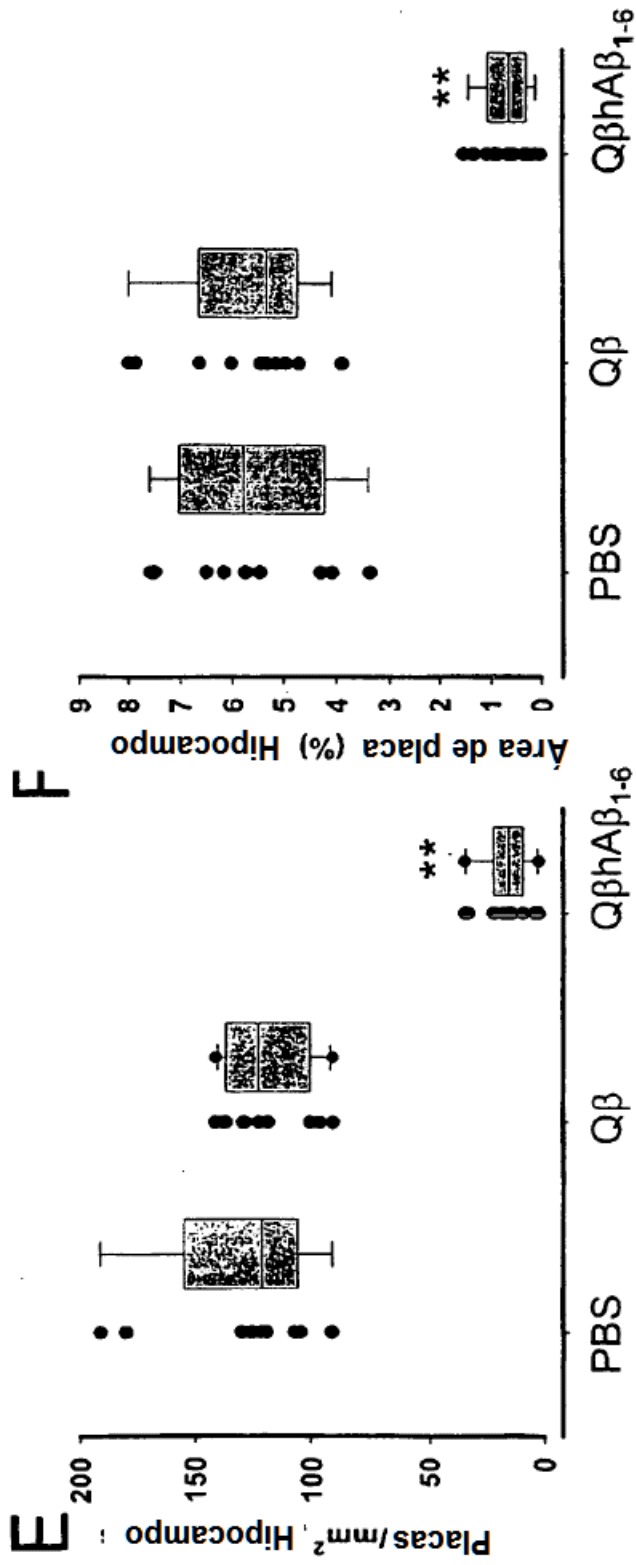 E
Placas/mm², Hipocampo
200
150
100
50
0
**
PBS
Qβ
QβhAβ1-6
F
Área de placa (%) Hipocampo
9
8
7
6
5
4
3
2
1
0
**
PBS
Qβ
QβhAβ1-6